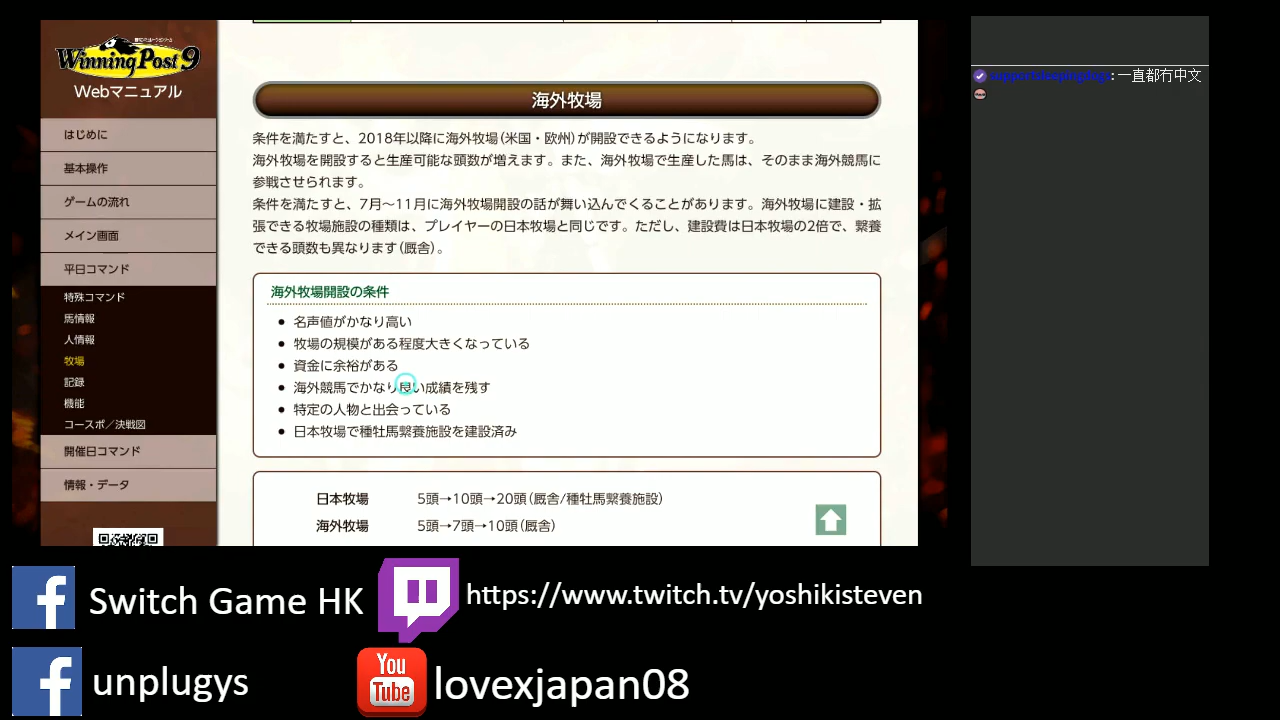 Winning Post 9
Webマニュアル
はじめに
基本操作
ゲームの流れ
メイン画面
平日コマンド
特殊コマンド
馬情報
人情報
牧場
記録
機能
コースポ／決戦図
開催日コマンド
情報・データ
海外牧場
条件を満たすと、2018年以降に海外牧場（米国・欧州）が開設できるようになります。
海外牧場を開設すると生産可能な頭数が増えます。また、海外牧場で生産した馬は、そのまま海外競馬に
参戦させられます。
条件を満たすと、7月～11月に海外牧場開設の話が舞い込んでくることがあります。海外牧場に建設・拡
張できる牧場施設の種類は、プレイヤーの日本牧場と同じです。ただし、建設費は日本牧場の2倍で、繋養
できる頭数も異なります（厩舎）。
海外牧場開設の条件
● 名声値がかなり高い
● 牧場の規模がある程度大きくなっている
● 資金に余裕がある
● 海外競馬でかなり良い成績を残す
● 特定の人物と出会っている
● 日本牧場で種牡馬繋養施設を建設済み
日本牧場 5頭→10頭→20頭（厩舎/種牡馬繋養施設）
海外牧場 5頭→7頭→10頭（厩舎）
: 一直都冇中文
Switch Game HK
https://www.twitch.tv/yoshikisteven
unplugys
You Tube
lovexjapan08